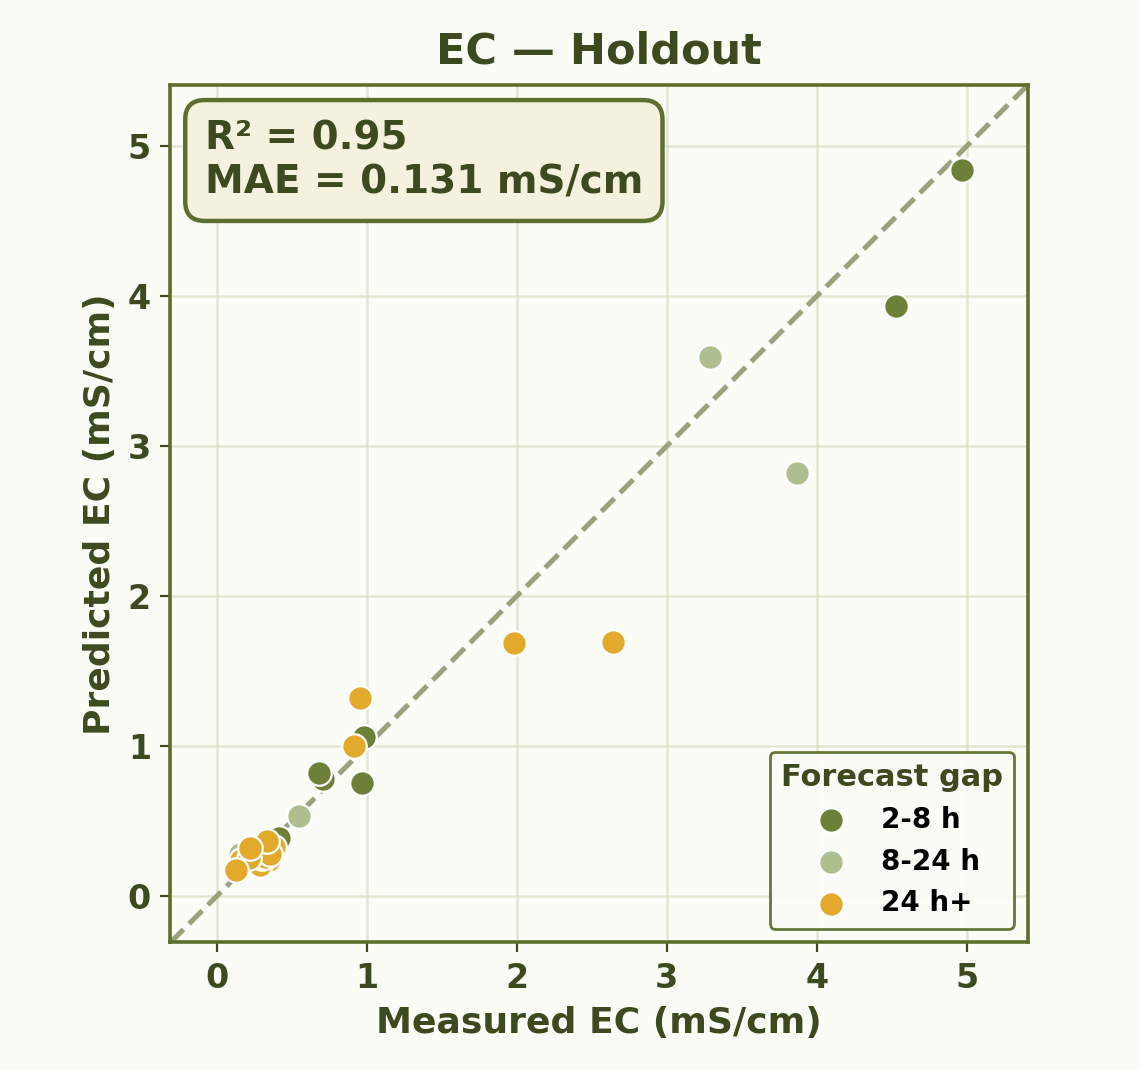 EC — Holdout
R² = 0.95
MAE = 0.131 mS/cm
Predicted EC (mS/cm)
5
4
3
2
1
0
Forecast gap
2-8 h
8-24 h
24 h+
0 1 2 3 4 5
Measured EC (mS/cm)